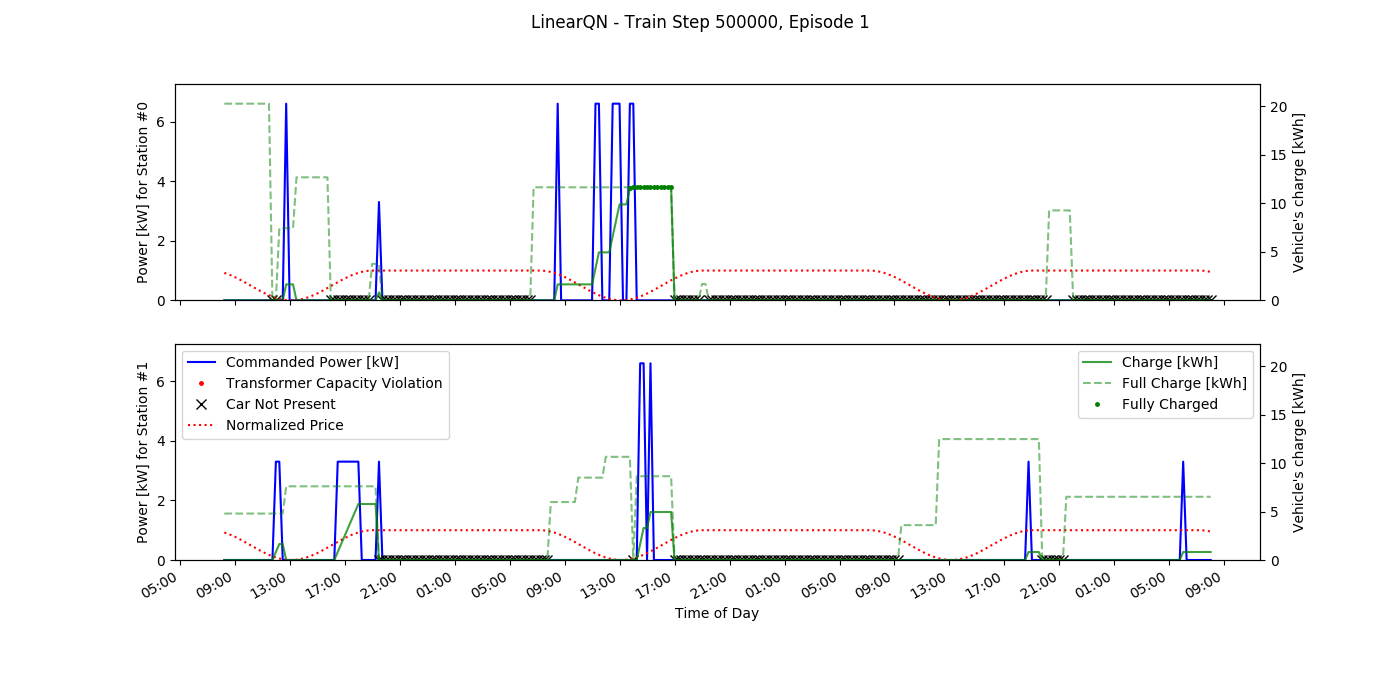 LinearQN - Train Step 500000, Episode 1
Power [kW] for Station #0
6
4
2
0
20
15
10
5
0
Vehicle's charge [kWh]
Power [kW] for Station #1
6
4
2
0
Commanded Power [kW]
Transformer Capacity Violation
Car Not Present
Normalized Price
Charge [kWh]
Full Charge [kWh]
Fully Charged
20
15
10
5
0
Vehicle's charge [kWh]
05:00 09:00 13:00 17:00 21:00 01:00 05:00 09:00 13:00 17:00 21:00 01:00 05:00 09:00 13:00 17:00 21:00 01:00 05:00 09:00
Time of Day